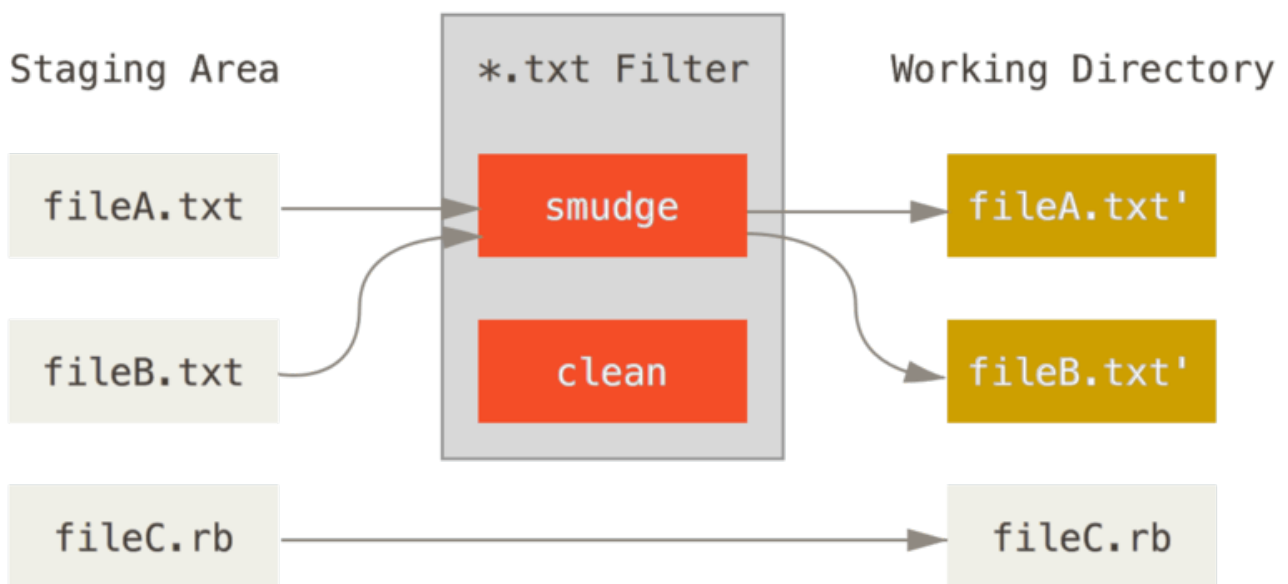 Staging Area
*.txt Filter
Working Directory
fileA.txt
smudge
fileA.txt'
fileB.txt
clean
fileB.txt'
fileC.rb
fileC.rb